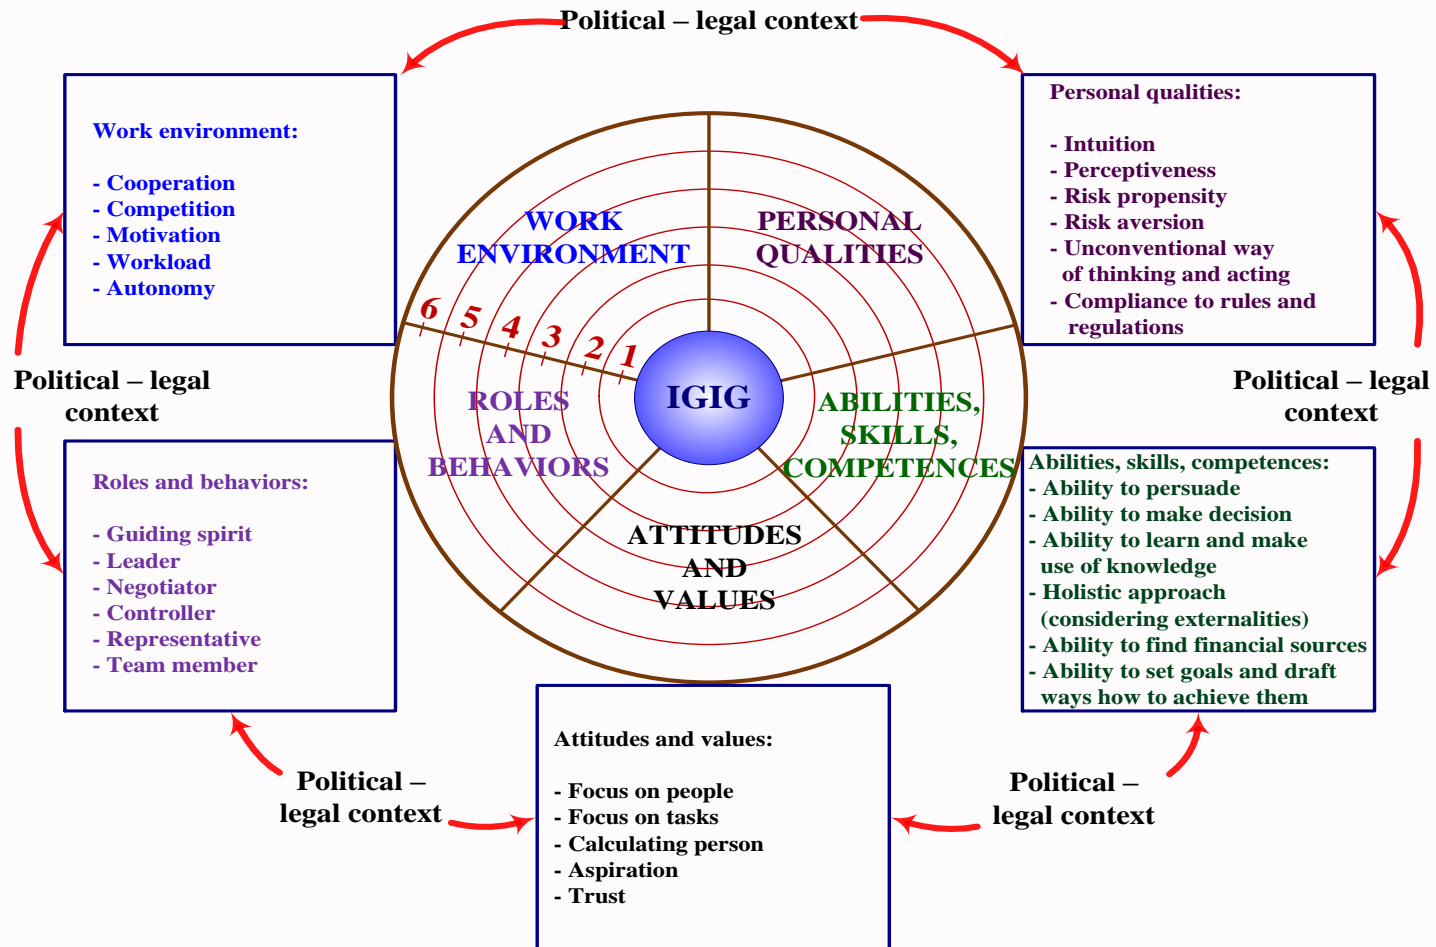 Political – legal context
Work environment:
- Cooperation
- Competition
- Motivation
- Workload
- Autonomy
Personal qualities:
- Intuition
- Perceptiveness
- Risk propensity
- Risk aversion
- Unconventional way
of thinking and acting
- Compliance to rules and
regulations
WORK
ENVIRONMENT
PERSONAL
QUALITIES
6 5 4 3 2 1
IGIG
ROLES
AND
BEHAVIORS
ABILITIES,
SKILLS,
COMPETENCES
ATTITUDES
AND
VALUES
Political – legal
context
Political – legal
context
Roles and behaviors:
- Guiding spirit
- Leader
- Negotiator
- Controller
- Representative
- Team member
Abilities, skills, competences:
- Ability to persuade
- Ability to make decision
- Ability to learn and make
use of knowledge
- Holistic approach
(considering externalities)
- Ability to find financial sources
- Ability to set goals and draft
ways how to achieve them
Attitudes and values:
- Focus on people
- Focus on tasks
- Calculating person
- Aspiration
- Trust
Political –
legal context
Political –
legal context